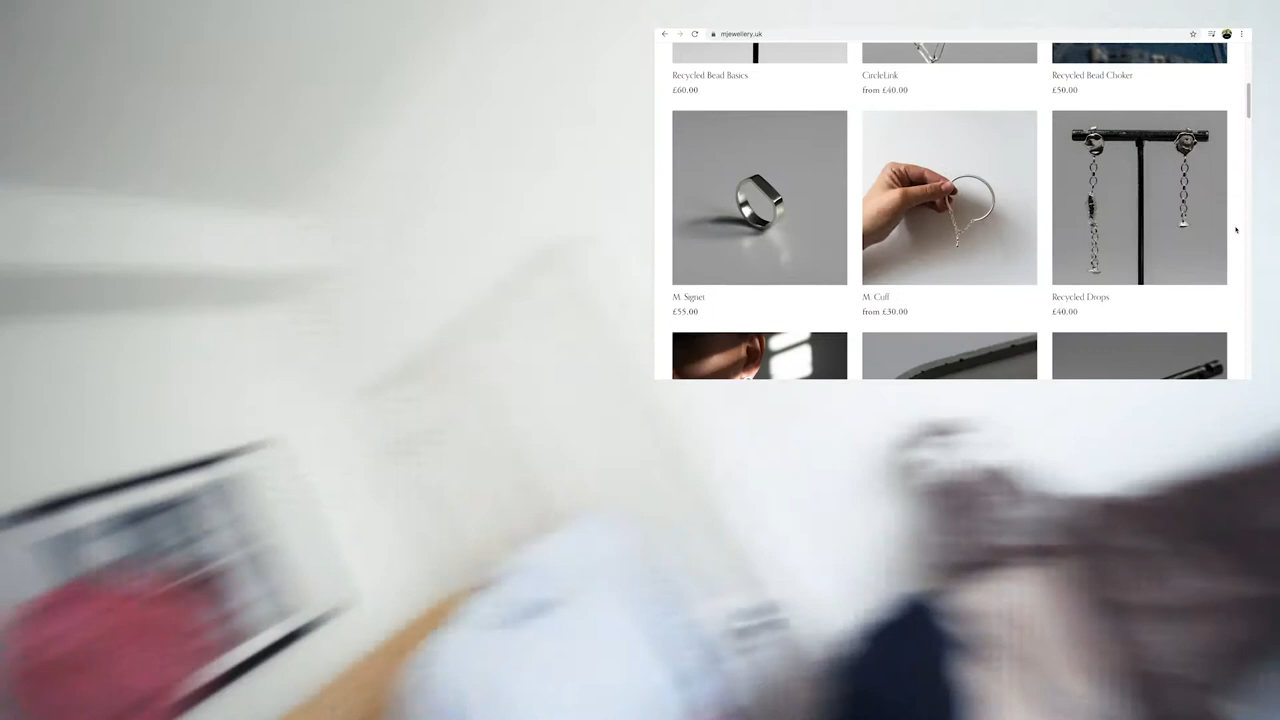 mjewellery.uk
Recycled Bead Basics
£60.00
CircleLink
from £40.00
Recycled Bead Choker
£50.00
M. Signet
£55.00
M. Cuff
from £30.00
Recycled Drops
£40.00